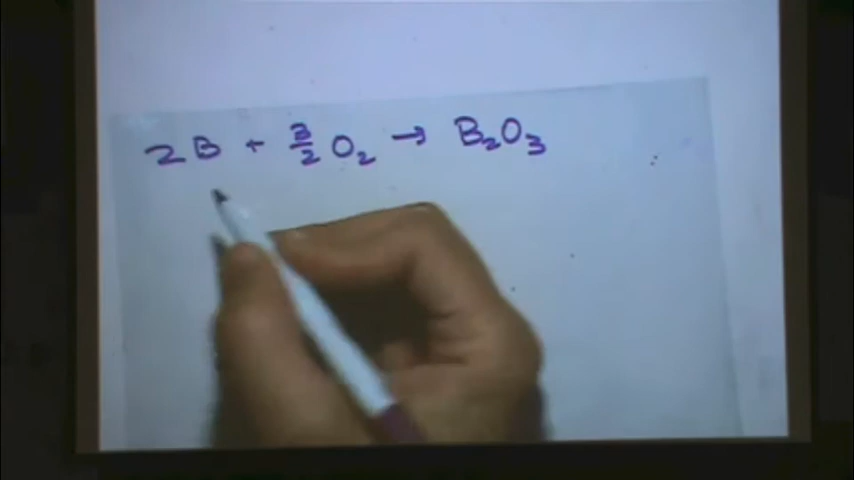 2B + 3/2 O₂ → B₂O₃